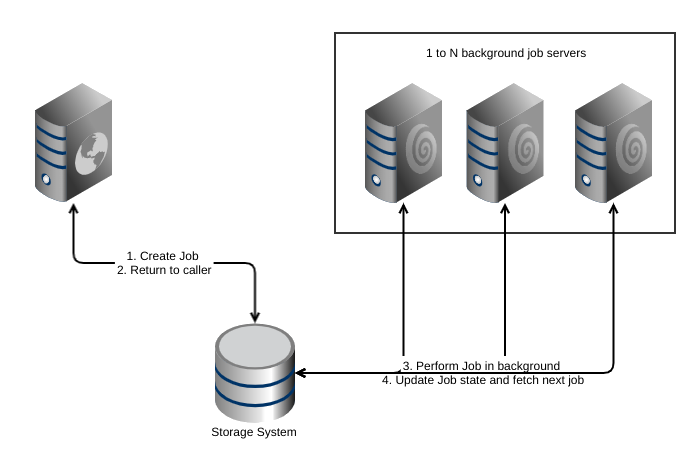 1 to N background job servers
1. Create Job
2. Return to caller
3. Perform Job in background
4. Update Job state and fetch next job
Storage System